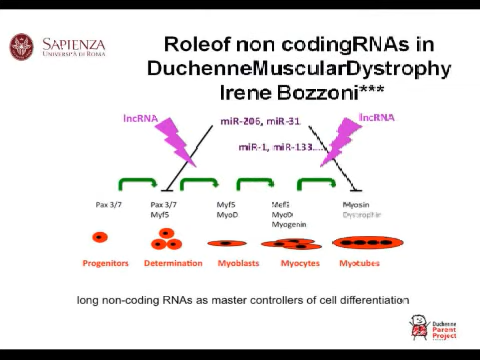 SAPIENZA
UNIVERSITÀ DI ROMA
Roleof non codingRNAs in
DuchenneMuscularDystrophy
Irene Bozzoni***
lncRNA
miR-206, miR-31
lncRNA
miR-1, miR-133....
Pax 3/7
Pax 3/7
Myf5
Myf5
MyoD
Mef2
MyoD
Myogenin
Myosin
Dystrophin
Progenitors
Determination
Myoblasts
Myocytes
Myotubes
long non-coding RNAs as master controllers of cell differentiation
Duchenne
Parent
Project